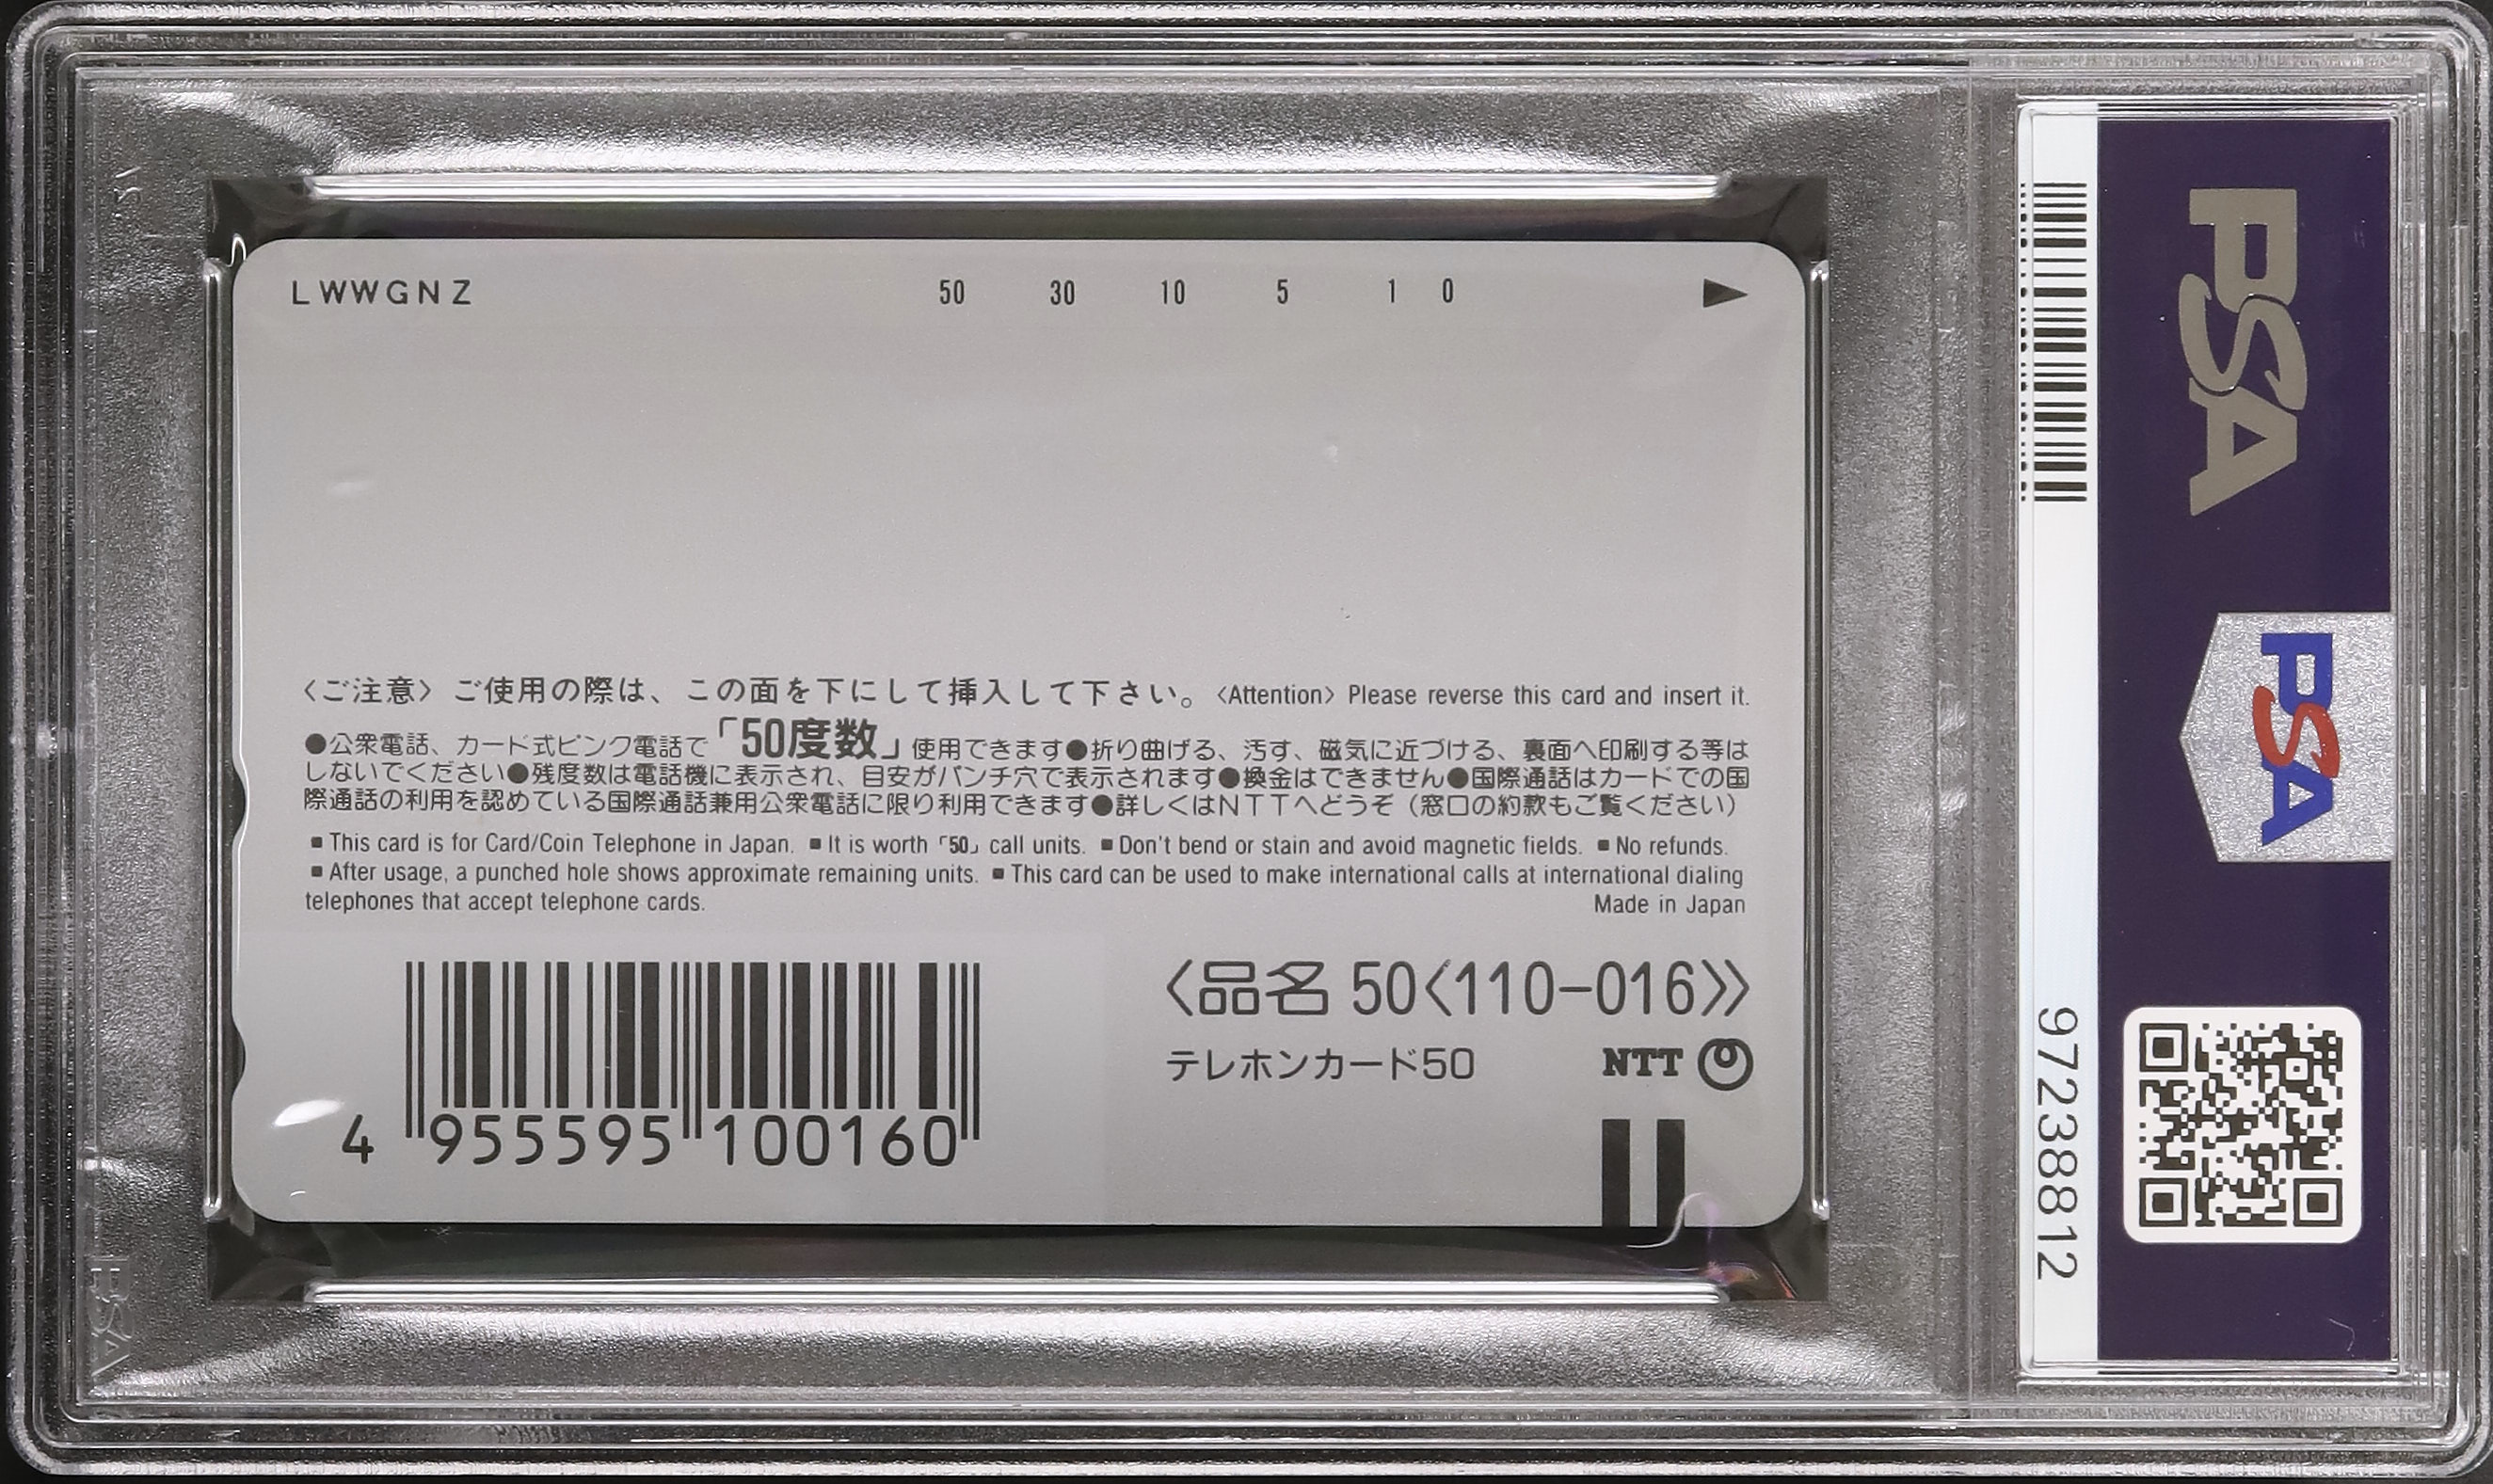 LWWGNZ 50 30 10 5 1 0
〈ご注意〉ご使用の際は、この面を下にして挿入して下さい。〈Attention〉Please reverse this card and insert it.
●公衆電話、カード式ピンク電話で「50度数」使用できます●折り曲げる、汚す、磁気に近づける、裏面へ印刷する等は
しないでください●残度数は電話機に表示され、目安がパンチ穴で表示されます●換金はできません●国際通話はカードでの国
際通話の利用を認めている国際通話兼用公衆電話に限り利用できます●詳しくはNTTへどうぞ（窓口の約款もご覧ください）
▪This card is for Card/Coin Telephone in Japan. ▪It is worth「50」call units. ▪Don't bend or stain and avoid magnetic fields. ▪No refunds.
▪After usage, a punched hole shows approximate remaining units. ▪This card can be used to make international calls at international dialing
telephones that accept telephone cards. Made in Japan
〈品名 50〈110-016〉〉
テレホンカード50 NTT
4 955595 100160
PSA
PSA
97238812
PSA